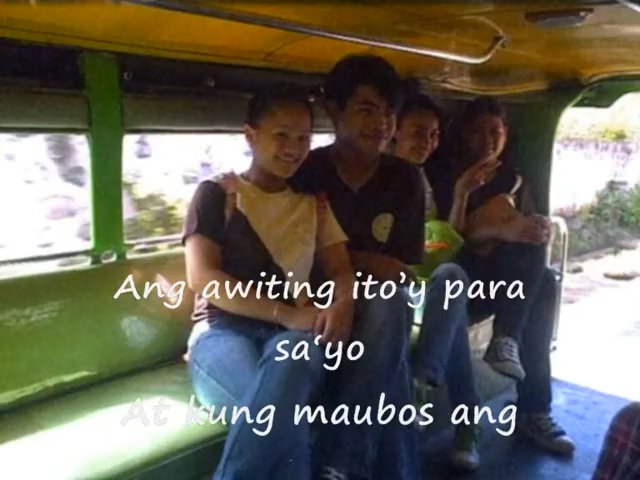 Ang awiting ito’y para
sa‘yo
At kung maubos ang